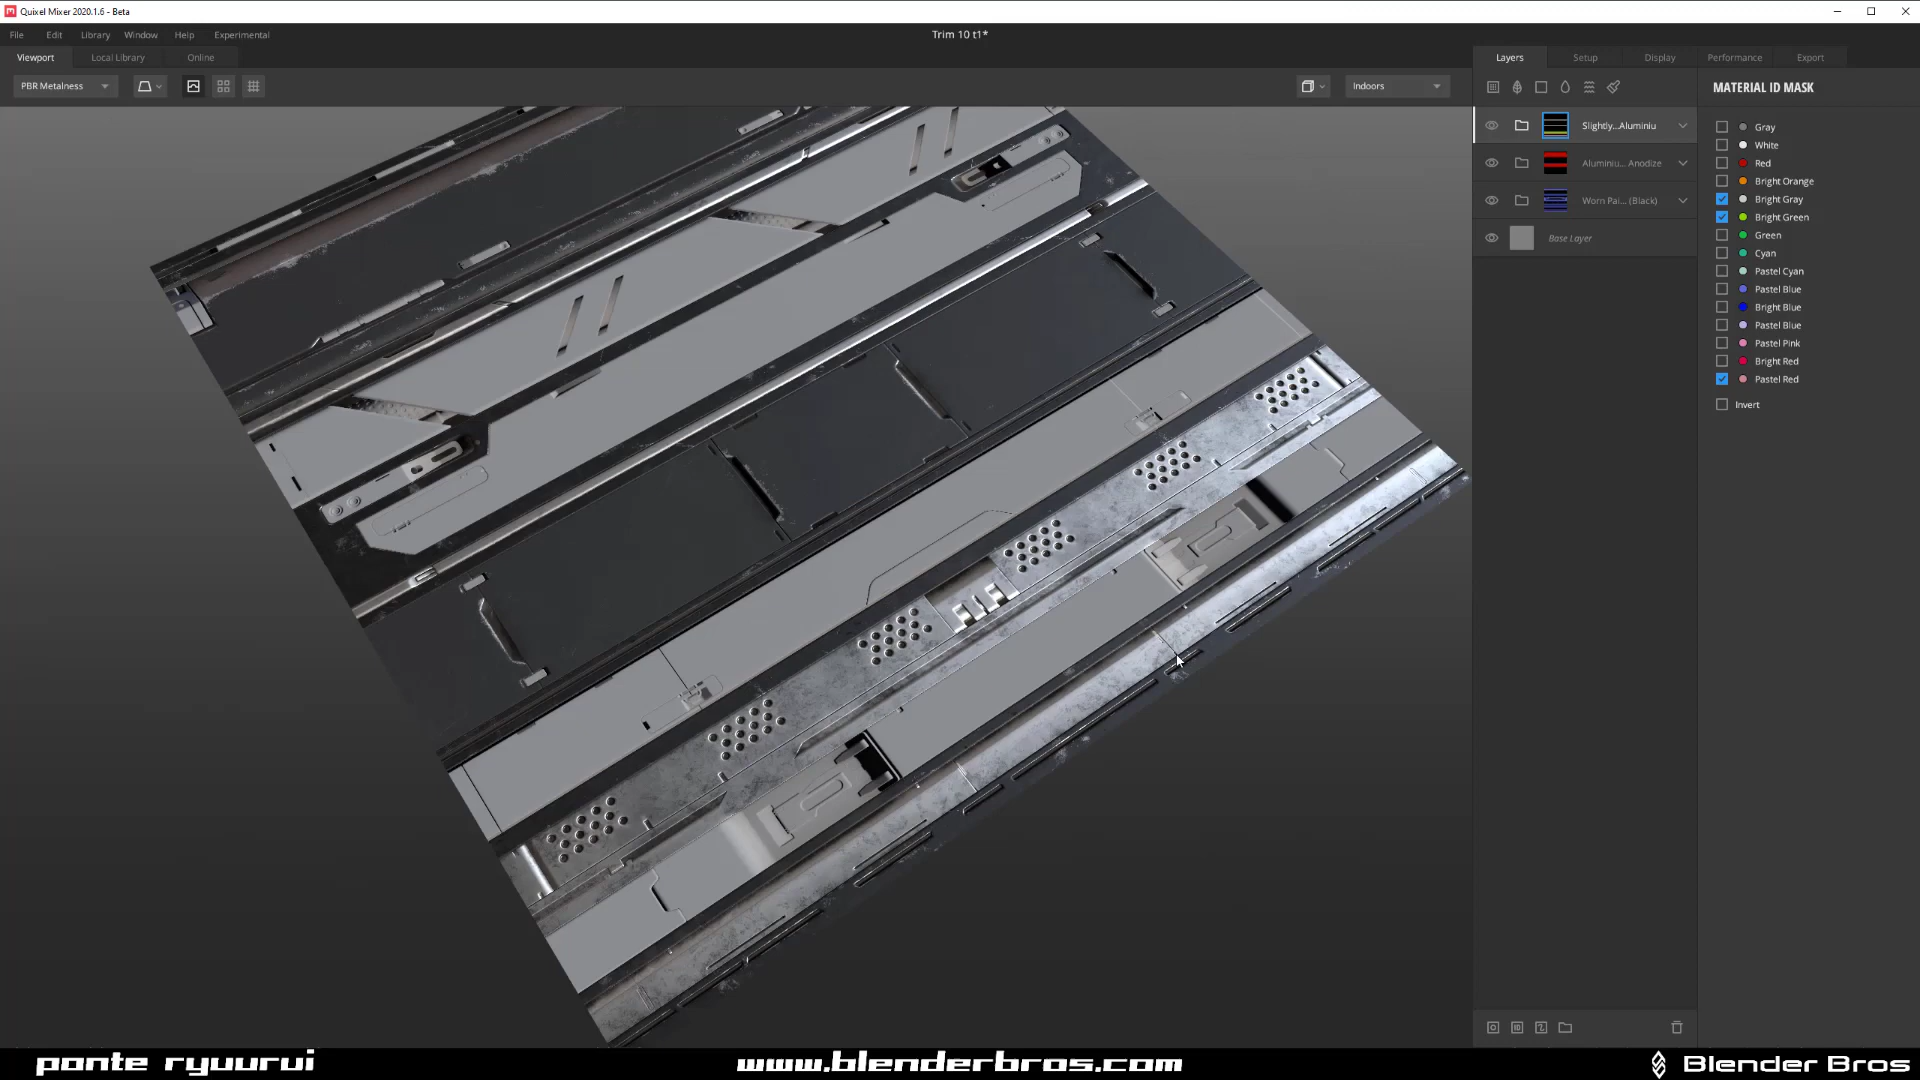 Quixel Mixer 2020.1.6 - Beta
File Edit Library Window Help Experimental
Trim 10 t1*
Viewport Local Library Online
Layers Setup Display Performance Export
PBR Metalness
Indoors
MATERIAL ID MASK
Slightly...Aluminiu
Aluminiu... Anodize
Worn Pai... (Black)
Base Layer
Gray
White
Red
Bright Orange
Bright Gray
Bright Green
Green
Cyan
Pastel Cyan
Pastel Blue
Bright Blue
Pastel Blue
Pastel Pink
Bright Red
Pastel Red
Invert
ponte ryuurui
www.blenderbros.com
Blender Bros